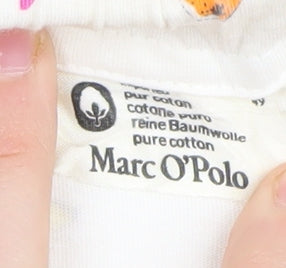 pur coton
cotone puro
reine Baumwolle
pure cotton
Marc O'Polo